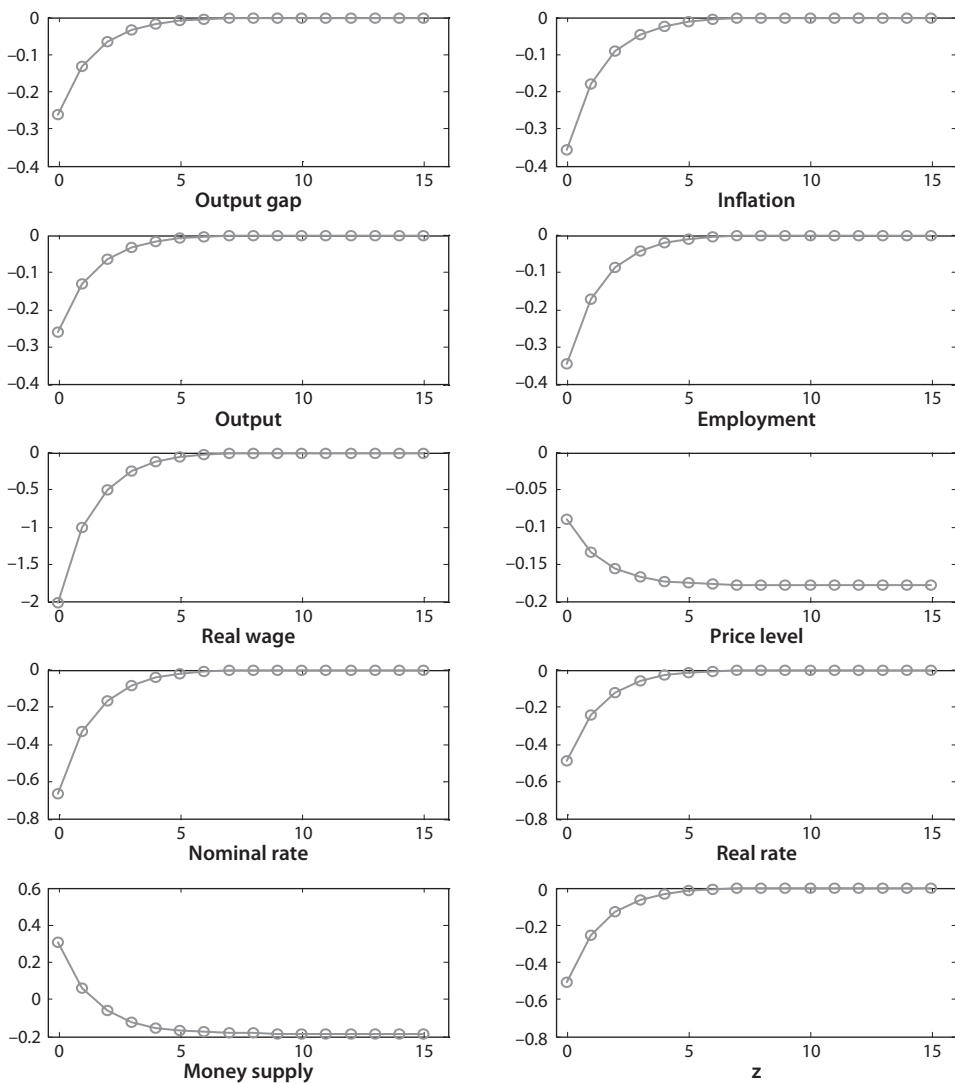 0
−0.1
−0.2
−0.3
−0.4
0 5 10 15
Output gap
0
−0.1
−0.2
−0.3
−0.4
0 5 10 15
Inflation
0
−0.1
−0.2
−0.3
−0.4
0 5 10 15
Output
0
−0.1
−0.2
−0.3
−0.4
0 5 10 15
Employment
0
−0.5
−1
−1.5
−2
0 5 10 15
Real wage
0
−0.05
−0.1
−0.15
−0.2
0 5 10 15
Price level
0
−0.2
−0.4
−0.6
−0.8
0 5 10 15
Nominal rate
0
−0.2
−0.4
−0.6
−0.8
0 5 10 15
Real rate
0.6
0.4
0.2
0
−0.2
0 5 10 15
Money supply
0
−0.2
−0.4
−0.6
−0.8
0 5 10 15
z